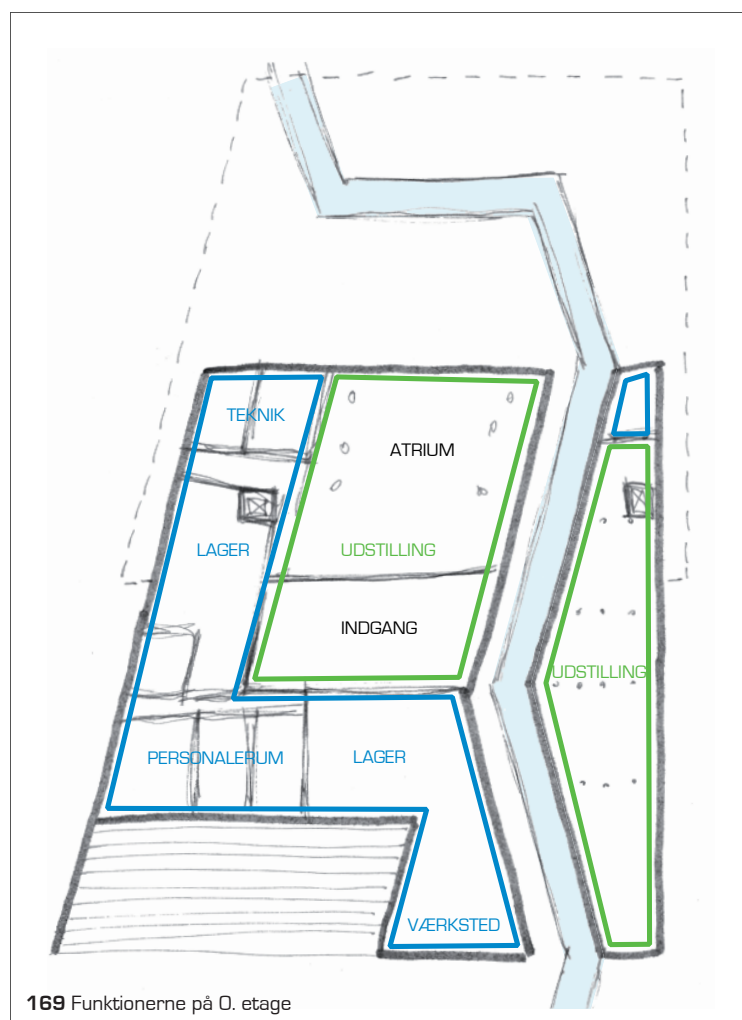 TEKNIK
ATRIUM
LAGER
UDSTILLING
INDGANG
UDSTILLING
PERSONALERUM
LAGER
VÆRKSTED
169 Funktionerne på 0. etage